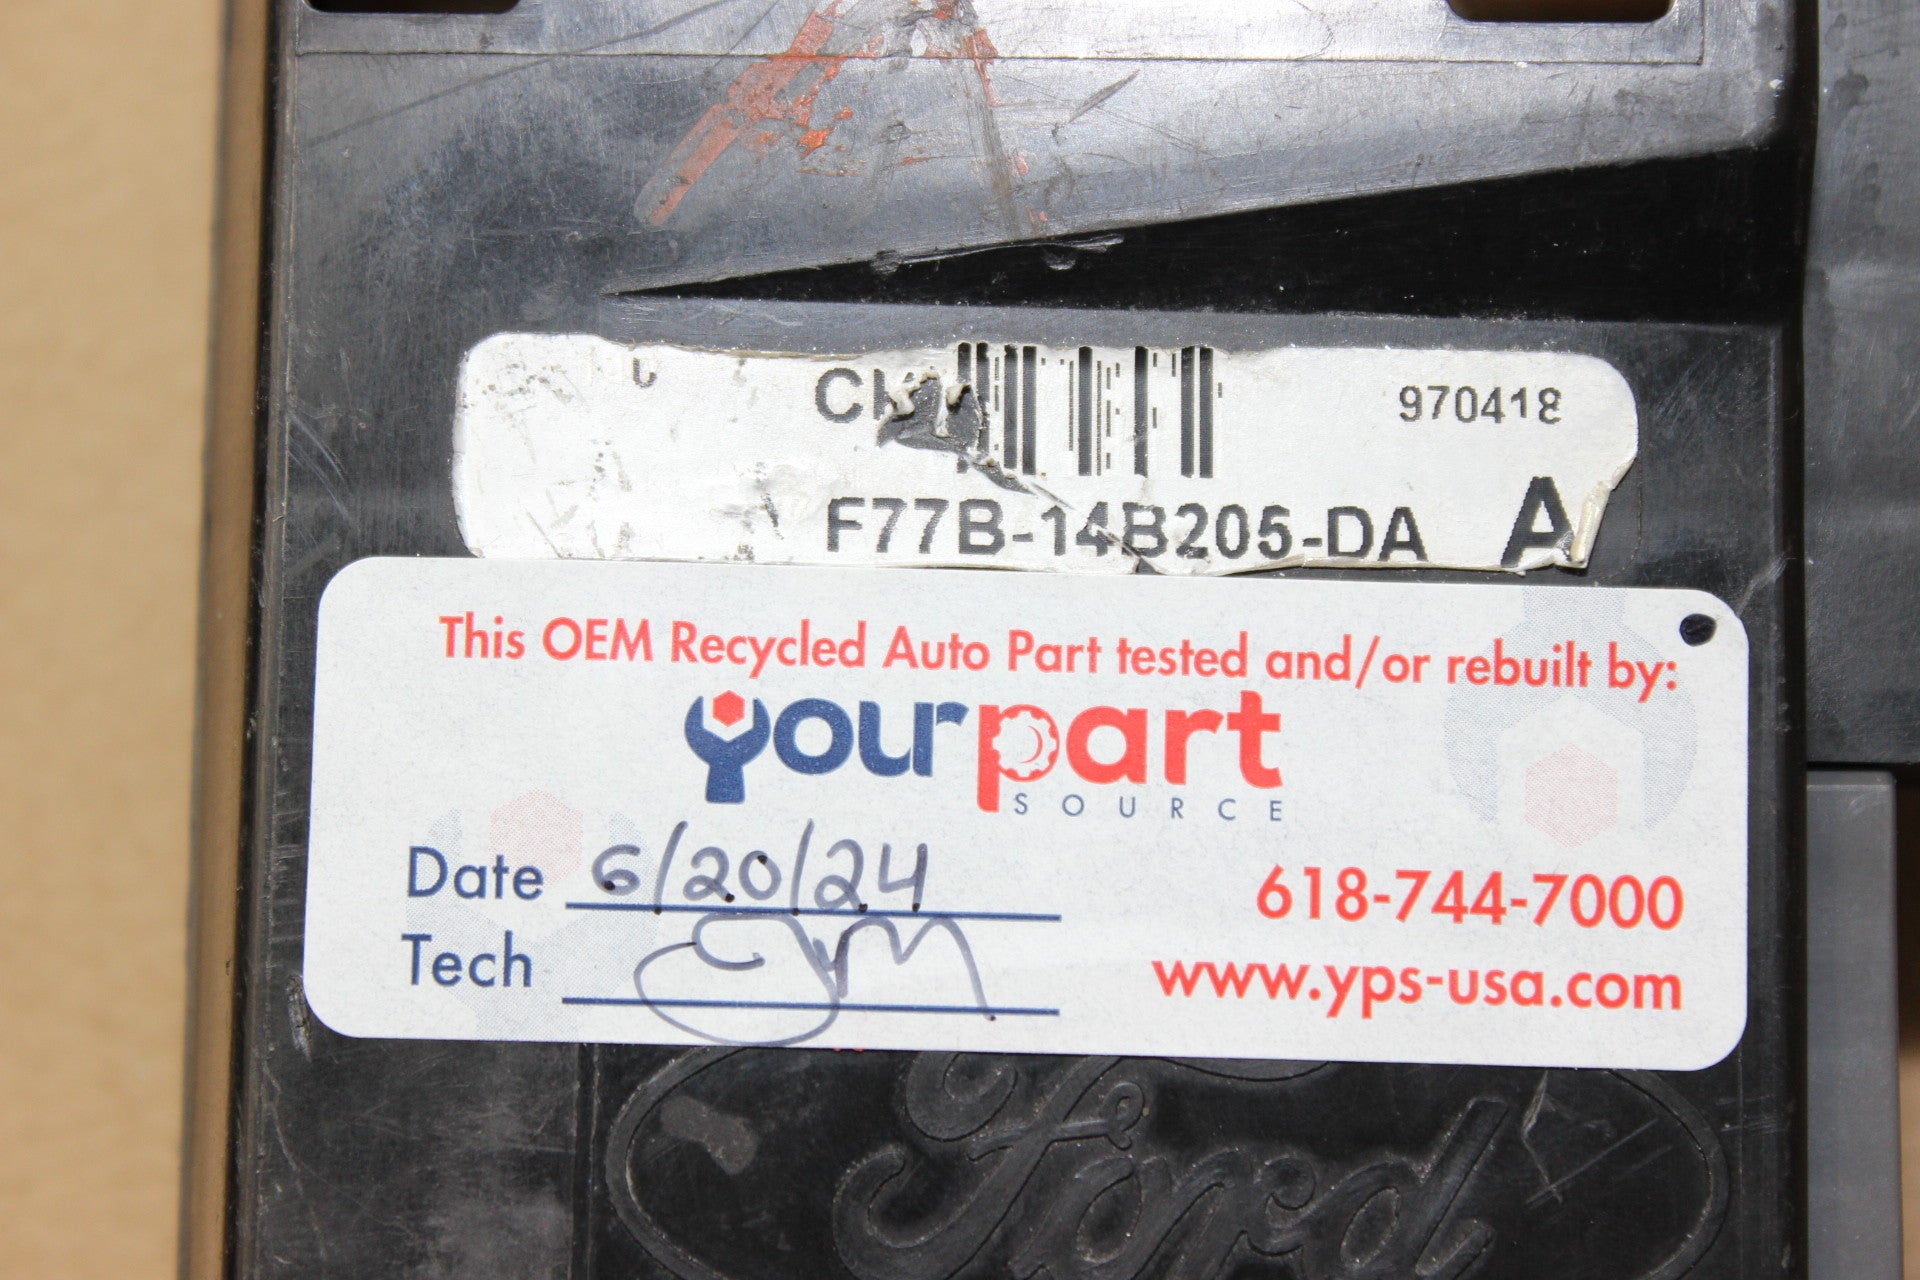 970418
F77B-14B205-DA A
This OEM Recycled Auto Part tested and/or rebuilt by:
yourpart
SOURCE
Date 6/20/24
618-744-7000
Tech
www.yps-usa.com
Ford